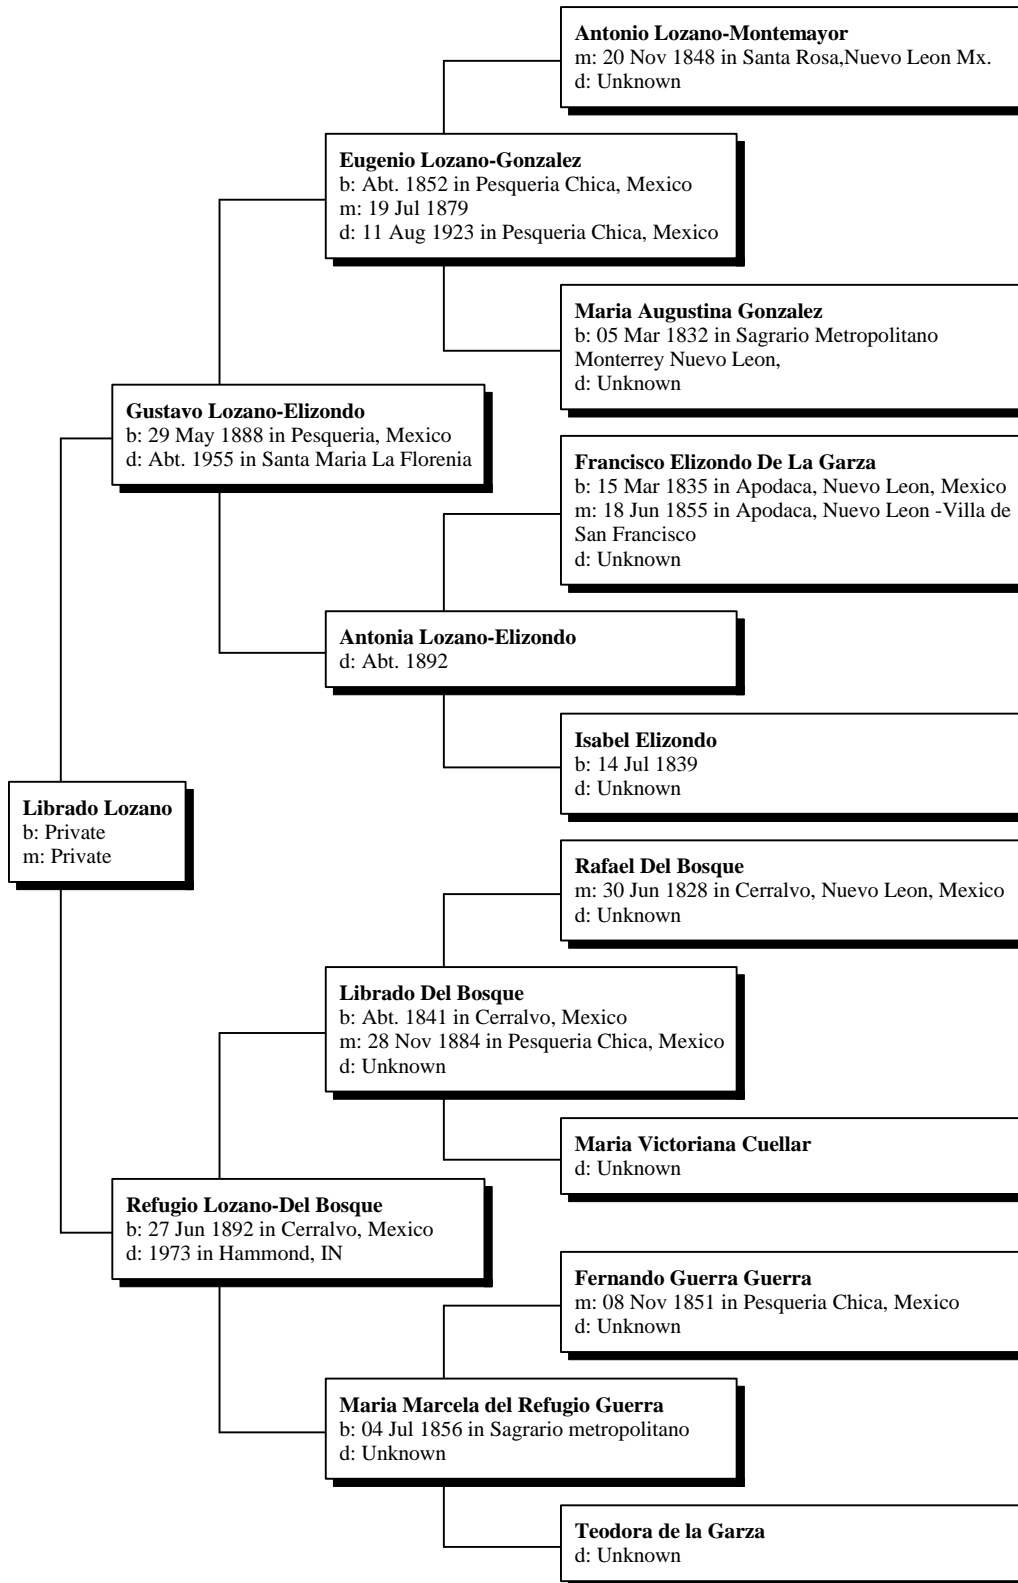 Antonio Lozano-Montemayor
m: 20 Nov 1848 in Santa Rosa,Nuevo Leon Mx.
d: Unknown
Eugenio Lozano-Gonzalez
b: Abt. 1852 in Pesqueria Chica, Mexico
m: 19 Jul 1879
d: 11 Aug 1923 in Pesqueria Chica, Mexico
Maria Augustina Gonzalez
b: 05 Mar 1832 in Sagrario Metropolitano
Monterrey Nuevo Leon,
d: Unknown
Gustavo Lozano-Elizondo
b: 29 May 1888 in Pesqueria, Mexico
d: Abt. 1955 in Santa Maria La Florenia
Francisco Elizondo De La Garza
b: 15 Mar 1835 in Apodaca, Nuevo Leon, Mexico
m: 18 Jun 1855 in Apodaca, Nuevo Leon -Villa de
San Francisco
d: Unknown
Antonia Lozano-Elizondo
d: Abt. 1892
Isabel Elizondo
b: 14 Jul 1839
d: Unknown
Librado Lozano
b: Private
m: Private
Rafael Del Bosque
m: 30 Jun 1828 in Cerralvo, Nuevo Leon, Mexico
d: Unknown
Librado Del Bosque
b: Abt. 1841 in Cerralvo, Mexico
m: 28 Nov 1884 in Pesqueria Chica, Mexico
d: Unknown
Maria Victoriana Cuellar
d: Unknown
Refugio Lozano-Del Bosque
b: 27 Jun 1892 in Cerralvo, Mexico
d: 1973 in Hammond, IN
Fernando Guerra Guerra
m: 08 Nov 1851 in Pesqueria Chica, Mexico
d: Unknown
Maria Marcela del Refugio Guerra
b: 04 Jul 1856 in Sagrario metropolitano
d: Unknown
Teodora de la Garza
d: Unknown